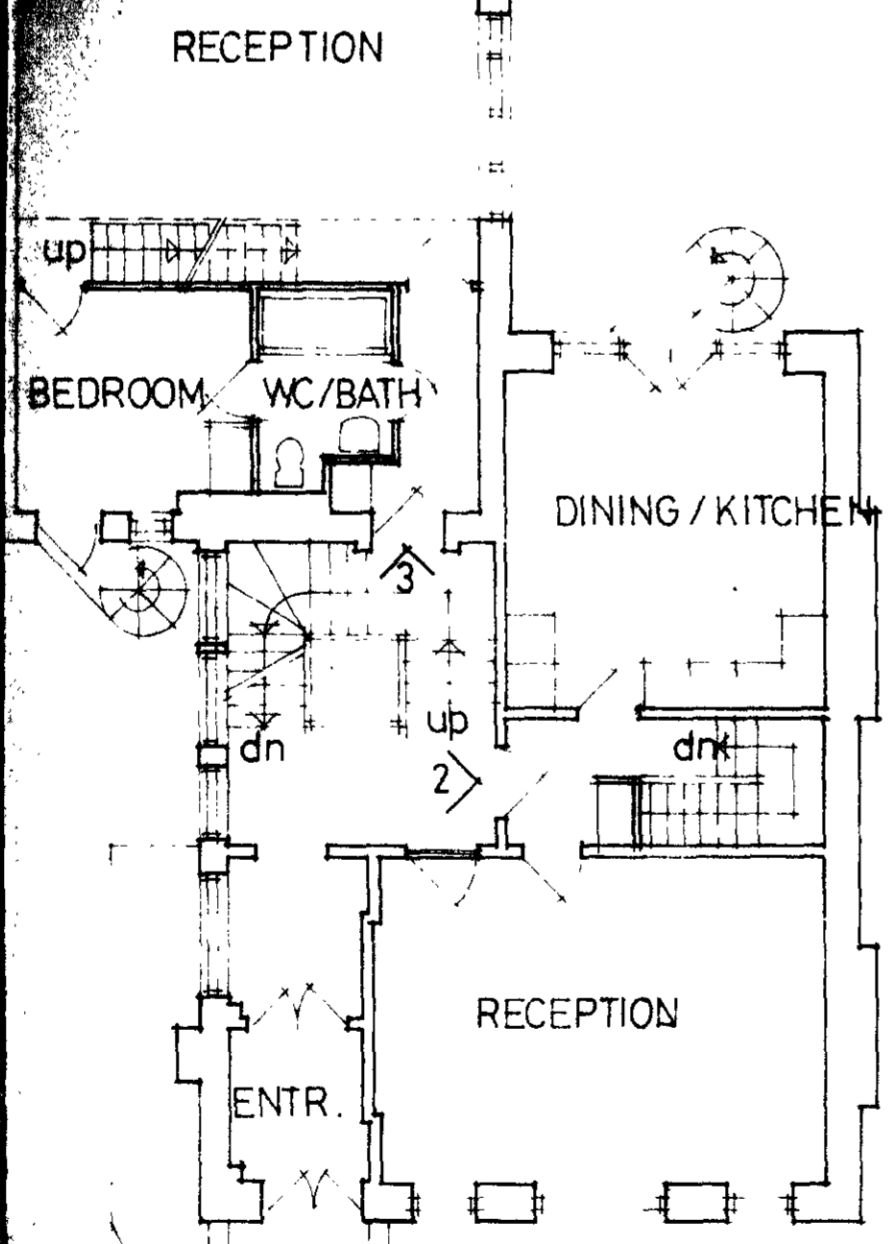 RECEPTION
up
BEDROOM
WC/BATH
DINING / KITCHEN
3
up
dn
dn
2
RECEPTION
ENTR.